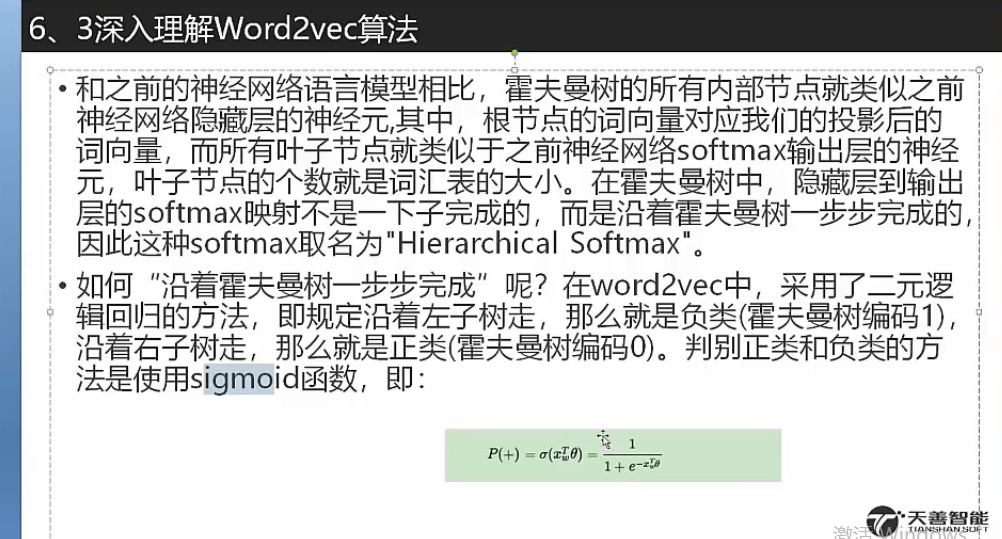 6、3深入理解Word2vec算法
• 和之前的神经网络语言模型相比，霍夫曼树的所有内部节点就类似之前
神经网络隐藏层的神经元,其中，根节点的词向量对应我们的投影后的
词向量，而所有叶子节点就类似于之前神经网络softmax输出层的神经
元，叶子节点的个数就是词汇表的大小。在霍夫曼树中，隐藏层到输出
层的softmax映射不是一下子完成的，而是沿着霍夫曼树一步步完成的，
因此这种softmax取名为"Hierarchical Softmax"。
• 如何“沿着霍夫曼树一步步完成”呢？在word2vec中，采用了二元逻
辑回归的方法，即规定沿着左子树走，那么就是负类(霍夫曼树编码1)，
沿着右子树走，那么就是正类(霍夫曼树编码0)。判别正类和负类的方
法是使用sigmoid函数，即：
P(+) = σ(x_w^T θ) = 1 / (1 + e^{-x_w^T θ})
天善智能
TIANSHAN SOFT
激活 Windows